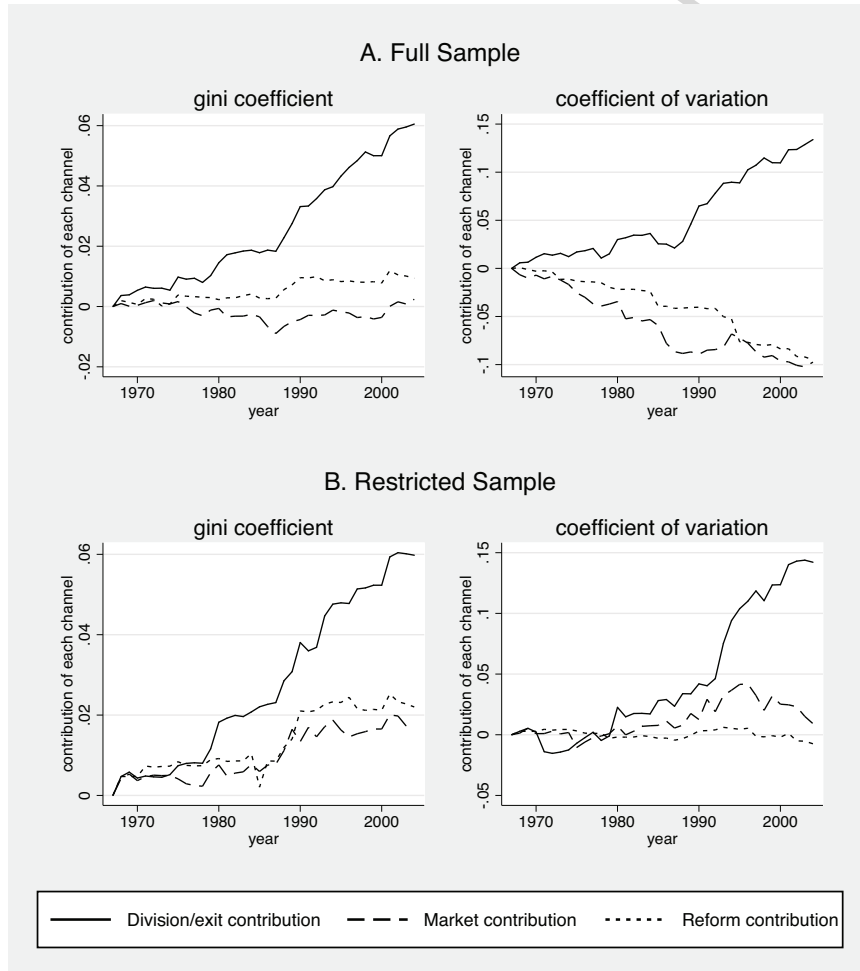 A. Full Sample
gini coefficient
contribution of each channel
.06
.04
.02
0
-.02
1970 1980 1990 2000
year
coefficient of variation
contribution of each channel
.15
.1
.05
0
-.05
-.1
1970 1980 1990 2000
year
B. Restricted Sample
gini coefficient
contribution of each channel
.06
.04
.02
0
1970 1980 1990 2000
year
coefficient of variation
contribution of each channel
.15
.1
.05
0
-.05
1970 1980 1990 2000
year
Division/exit contribution Market contribution Reform contribution